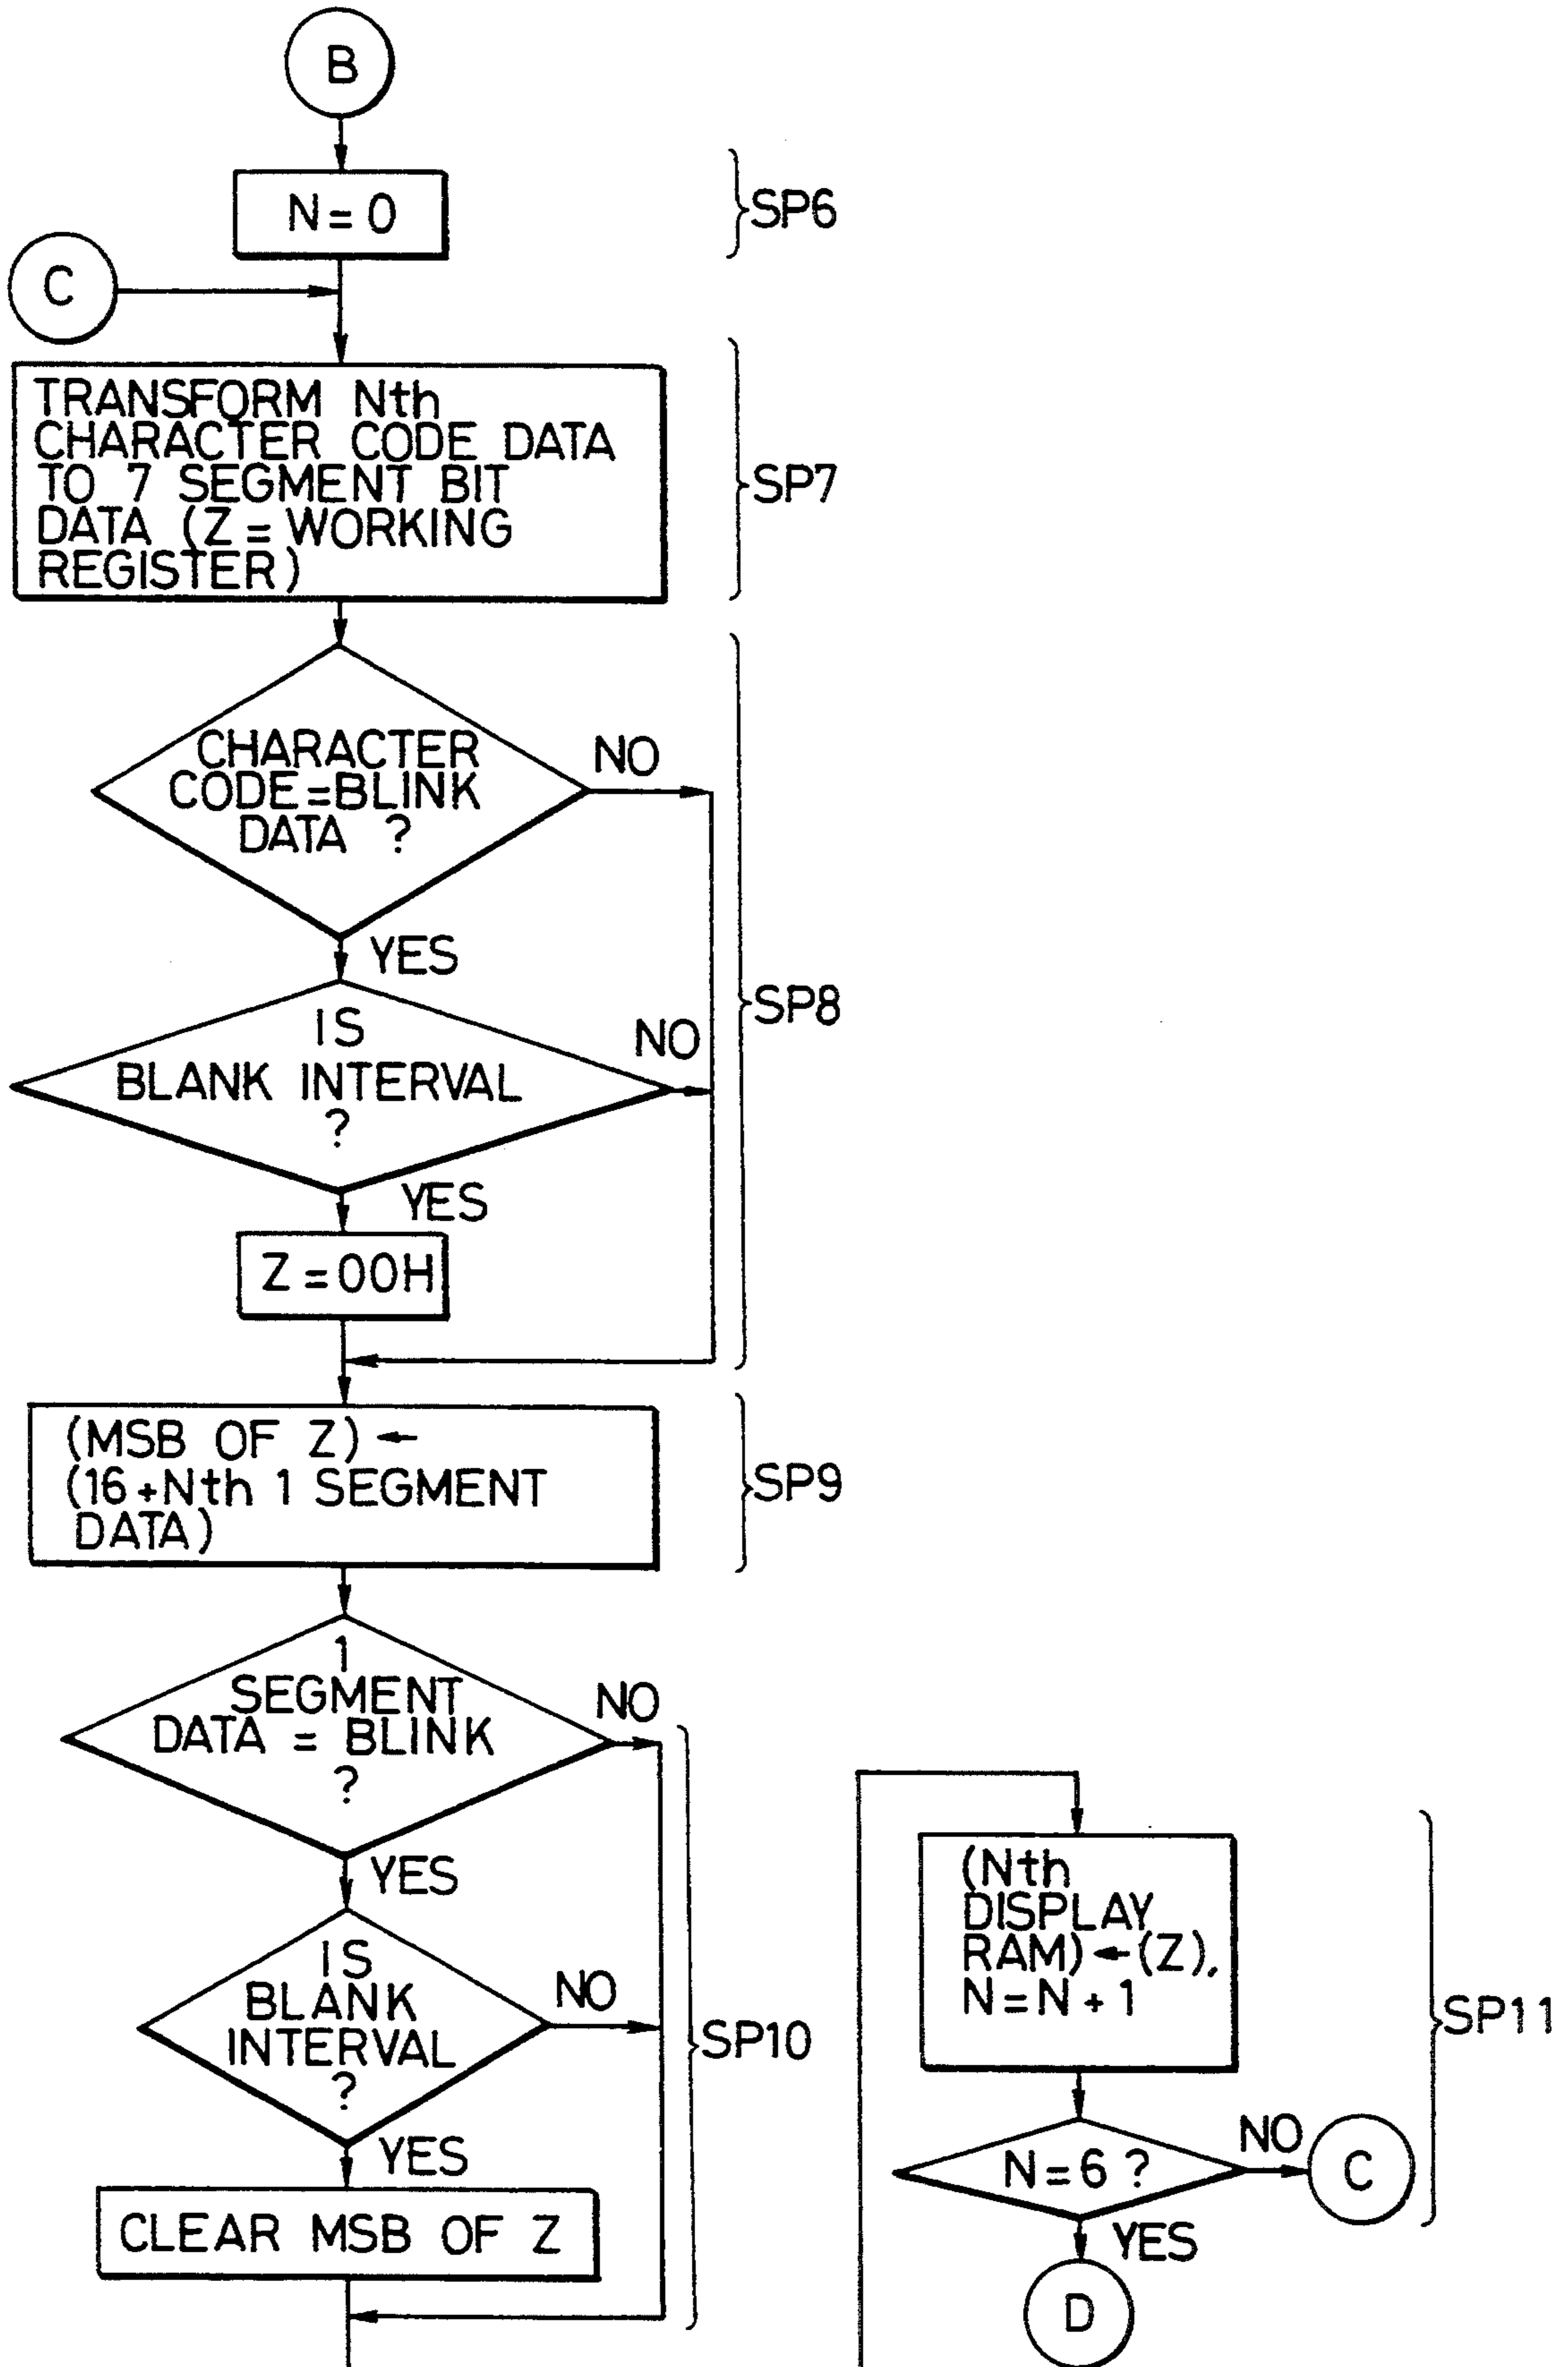 B
N=0
SP6
C
TRANSFORM Nth
CHARACTER CODE DATA
TO 7 SEGMENT BIT
DATA (Z=WORKING
REGISTER)
SP7
CHARACTER
CODE=BLINK
DATA ?
NO
YES
IS
BLANK INTERVAL
?
NO
YES
Z=00H
SP8
(MSB OF Z)←
(16+Nth 1 SEGMENT
DATA)
SP9
1
SEGMENT
DATA = BLINK
?
NO
YES
IS
BLANK
INTERVAL
?
NO
YES
CLEAR MSB OF Z
SP10
(Nth
DISPLAY
RAM)←(Z),
N=N+1
SP11
N=6 ?
NO
C
YES
D